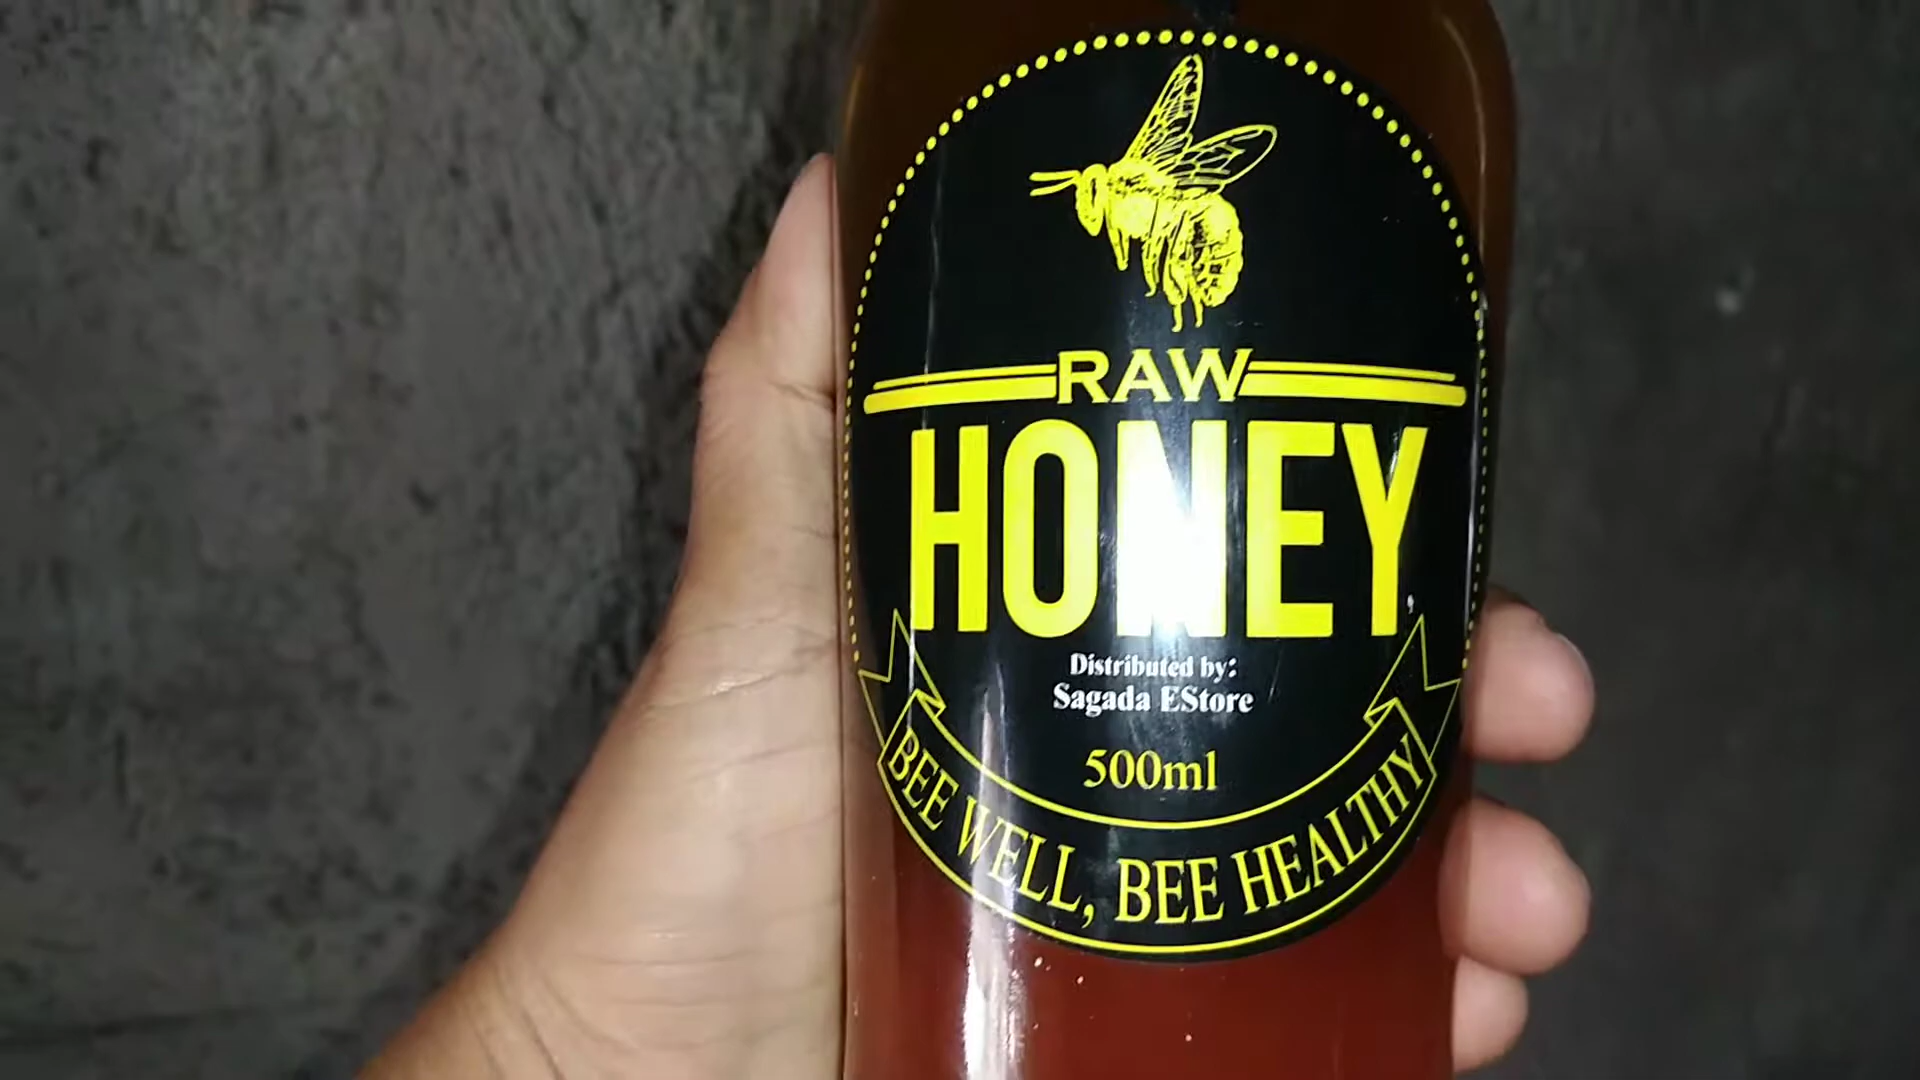 RAW
HONEY
Distributed by:
Sagada EStore
500ml
BEE WELL, BEE HEALTHY